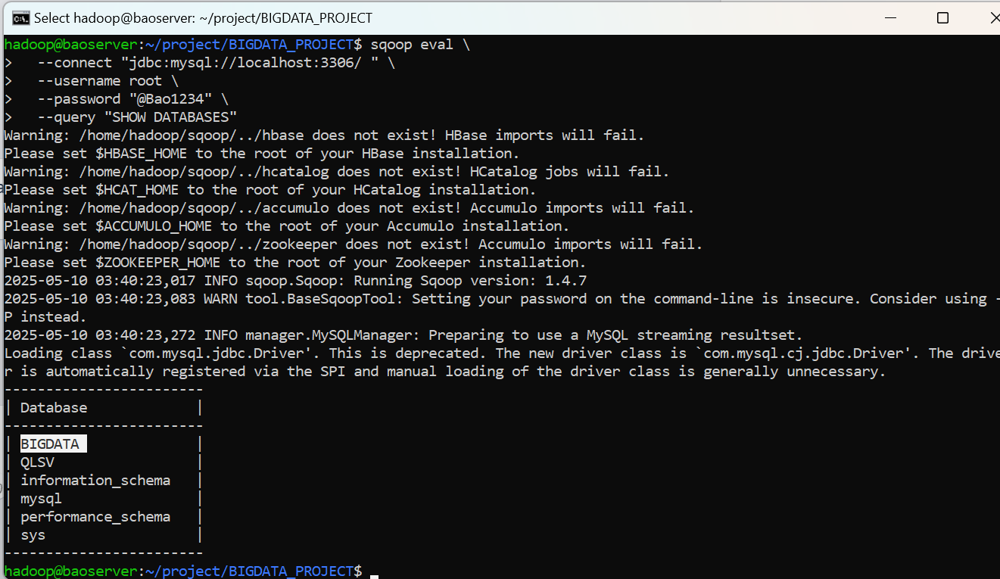 Select hadoop@baoserver: ~/project/BIGDATA_PROJECT
hadoop@baoserver:~/project/BIGDATA_PROJECT$ sqoop eval \
>   --connect "jdbc:mysql://localhost:3306/ " \
>   --username root \
>   --password "@Bao1234" \
>   --query "SHOW DATABASES"
Warning: /home/hadoop/sqoop/../hbase does not exist! HBase imports will fail.
Please set $HBASE_HOME to the root of your HBase installation.
Warning: /home/hadoop/sqoop/../hcatalog does not exist! HCatalog jobs will fail.
Please set $HCAT_HOME to the root of your HCatalog installation.
Warning: /home/hadoop/sqoop/../accumulo does not exist! Accumulo imports will fail.
Please set $ACCUMULO_HOME to the root of your Accumulo installation.
Warning: /home/hadoop/sqoop/../zookeeper does not exist! Accumulo imports will fail.
Please set $ZOOKEEPER_HOME to the root of your Zookeeper installation.
2025-05-10 03:40:23,017 INFO sqoop.Sqoop: Running Sqoop version: 1.4.7
2025-05-10 03:40:23,083 WARN tool.BaseSqoopTool: Setting your password on the command-line is insecure. Consider using -
P instead.
2025-05-10 03:40:23,272 INFO manager.MySQLManager: Preparing to use a MySQL streaming resultset.
Loading class `com.mysql.jdbc.Driver'. This is deprecated. The new driver class is `com.mysql.cj.jdbc.Driver'. The drive
r is automatically registered via the SPI and manual loading of the driver class is generally unnecessary.
------------------------
| Database             |
------------------------
| BIGDATA              |
| QLSV                 |
| information_schema   |
| mysql                |
| performance_schema   |
| sys                  |
------------------------
hadoop@baoserver:~/project/BIGDATA_PROJECT$